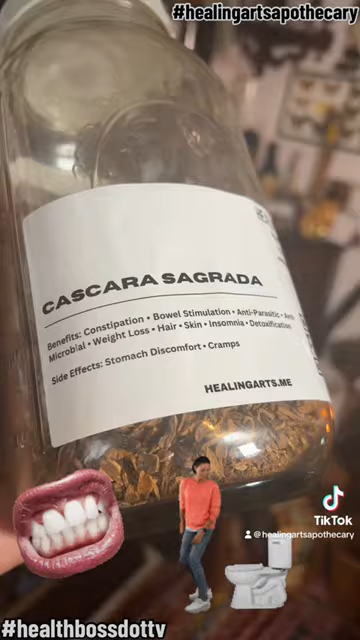 #healingartsapothecary
CASCARA SAGRADA
Benefits: Constipation • Bowel Stimulation • Anti-Parasitic • Anti
Microbial • Weight Loss • Hair • Skin • Insomnia • Detoxification
Side Effects: Stomach Discomfort • Cramps
HEALINGARTS.ME
TikTok
@healingartsapothecary
#healthbossdottv